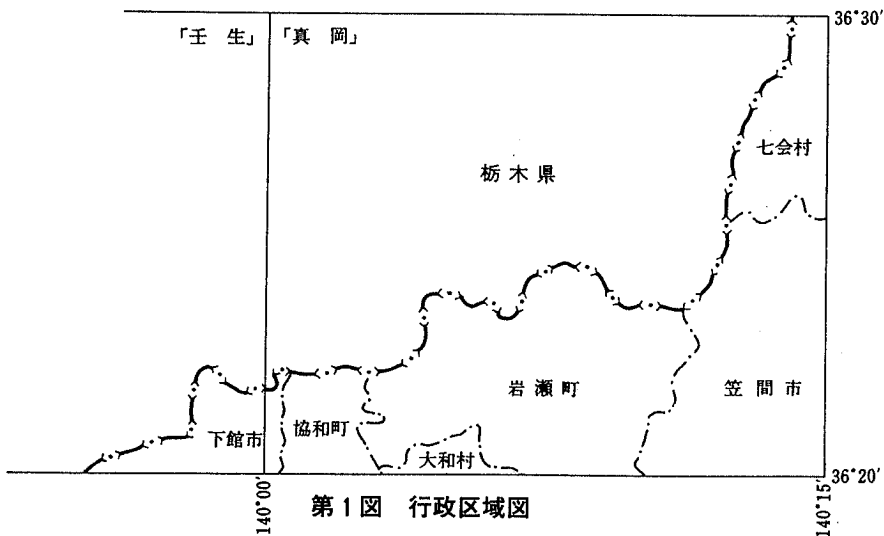 36°30′
「壬生」
「真岡」
七会村
栃木県
岩瀬町
笠間市
下館市
協和町
大和村
36°20′
140°00′
140°15′
第1図 行政区域図